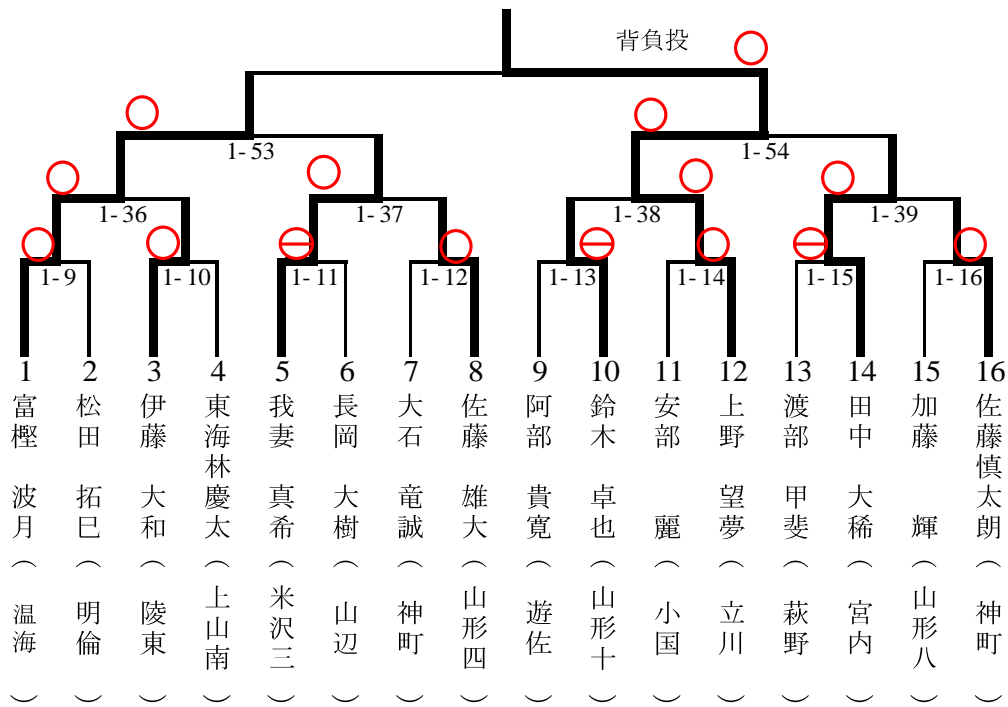 背負投
1-53
1-54
1-36
1-37
1-38
1-39
1-9
1-10
1-11
1-12
1-13
1-14
1-15
1-16
1 富樫 波月 （温海）
2 松田 拓巳 （明倫）
3 伊藤 大和 （陵東）
4 東海林慶太 （上山南）
5 我妻 真希 （米沢三）
6 長岡 大樹 （山辺）
7 大石 竜誠 （神町）
8 佐藤 雄大 （山形四）
9 阿部 貴寛 （遊佐）
10 鈴木 卓也 （山形十）
11 安部 麗 （小国）
12 上野 望夢 （立川）
13 渡部 甲斐 （萩野）
14 田中 大稀 （宮内）
15 加藤 輝 （山形八）
16 佐藤慎太朗 （神町）